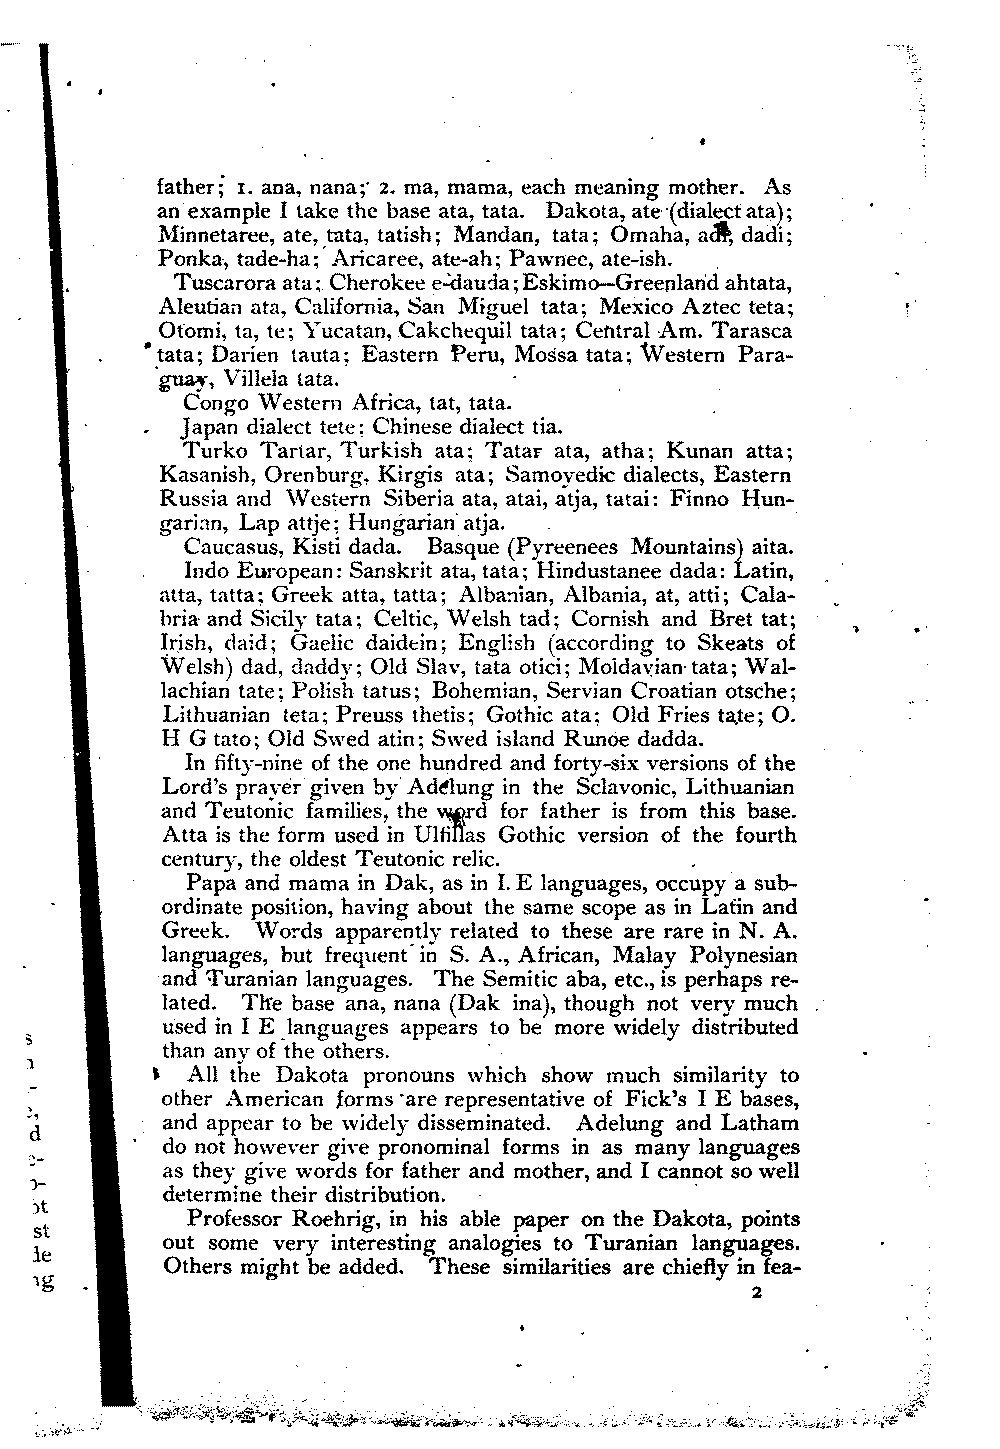 father; 1. ana, nana; 2. ma, mama, each meaning mother. As
an example I take the base ata, tata. Dakota, ate (dialect ata);
Minnetaree, ate, tata, tatish; Mandan, tata; Omaha, dadi;
Ponka, tade-ha; Aricaree, ate-ah; Pawnee, ate-ish.
Tuscarora ata; Cherokee e-dauda; Eskimo—Greenland ahtata,
Aleutian ata, California, San Miguel tata; Mexico Aztec teta;
Otomi, ta, te; Yucatan, Cakchequil tata; Central Am. Tarasca
tata; Darien tauta; Eastern Peru, Mossa tata; Western Para-
guay, Villela tata.
Congo Western Africa, tat, tata.
Japan dialect tete; Chinese dialect tia.
Turko Tartar, Turkish ata; Tatar ata, atha; Kunan atta;
Kasanish, Orenburg, Kirgis ata; Samoyedic dialects, Eastern
Russia and Western Siberia ata, atai, atja, tatai: Finno Hun-
garian, Lap attje; Hungarian atja.
Caucasus, Kisti dada. Basque (Pyreenees Mountains) aita.
Indo European: Sanskrit ata, tata; Hindustanee dada: Latin,
atta, tatta; Greek atta, tatta; Albanian, Albania, at, atti; Cala-
bria and Sicily tata; Celtic, Welsh tad; Cornish and Bret tat;
Irish, daid; Gaelic daidein; English (according to Skeats of
Welsh) dad, daddy; Old Slav, tata otici; Moldavian tata; Wal-
lachian tate; Polish tatus; Bohemian, Servian Croatian otsche;
Lithuanian teta; Preuss thetis; Gothic ata; Old Fries tate; O.
H G tato; Old Swed atin; Swed island Runoe dadda.
In fifty-nine of the one hundred and forty-six versions of the
Lord's prayer given by Adelung in the Sclavonic, Lithuanian
and Teutonic families, the word for father is from this base.
Atta is the form used in Ulfilas Gothic version of the fourth
century, the oldest Teutonic relic.
Papa and mama in Dak, as in I. E languages, occupy a sub-
ordinate position, having about the same scope as in Latin and
Greek. Words apparently related to these are rare in N. A.
languages, but frequent in S. A., African, Malay Polynesian
and Turanian languages. The Semitic aba, etc., is perhaps re-
lated. The base ana, nana (Dak ina), though not very much
used in I E languages appears to be more widely distributed
than any of the others.
All the Dakota pronouns which show much similarity to
other American forms are representative of Fick's I E bases,
and appear to be widely disseminated. Adelung and Latham
do not however give pronominal forms in as many languages
as they give words for father and mother, and I cannot so well
determine their distribution.
Professor Roehrig, in his able paper on the Dakota, points
out some very interesting analogies to Turanian languages.
Others might be added. These similarities are chiefly in fea-
2